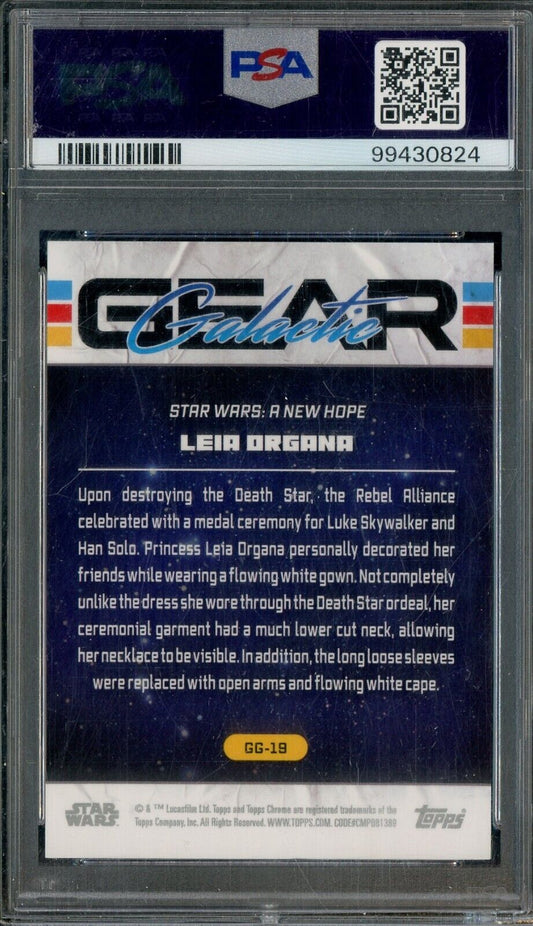 PSA
99430824
GEAR
Galactic
STAR WARS: A NEW HOPE
LEIA ORGANA
Upon destroying the Death Star, the Rebel Alliance
celebrated with a medal ceremony for Luke Skywalker and
Han Solo. Princess Leia Organa personally decorated her
friends while wearing a flowing white gown. Not completely
unlike the dress she wore through the Death Star ordeal, her
ceremonial garment had a much lower cut neck, allowing
her necklace to be visible. In addition, the long loose sleeves
were replaced with open arms and flowing white cape.
GG-19
STAR WARS
© & ™ Lucasfilm Ltd. Topps and Topps Chrome are registered trademarks of the
Topps Company, Inc. All Rights Reserved. WWW.TOPPS.COM. CODE#CMPD81389
Topps
PSA